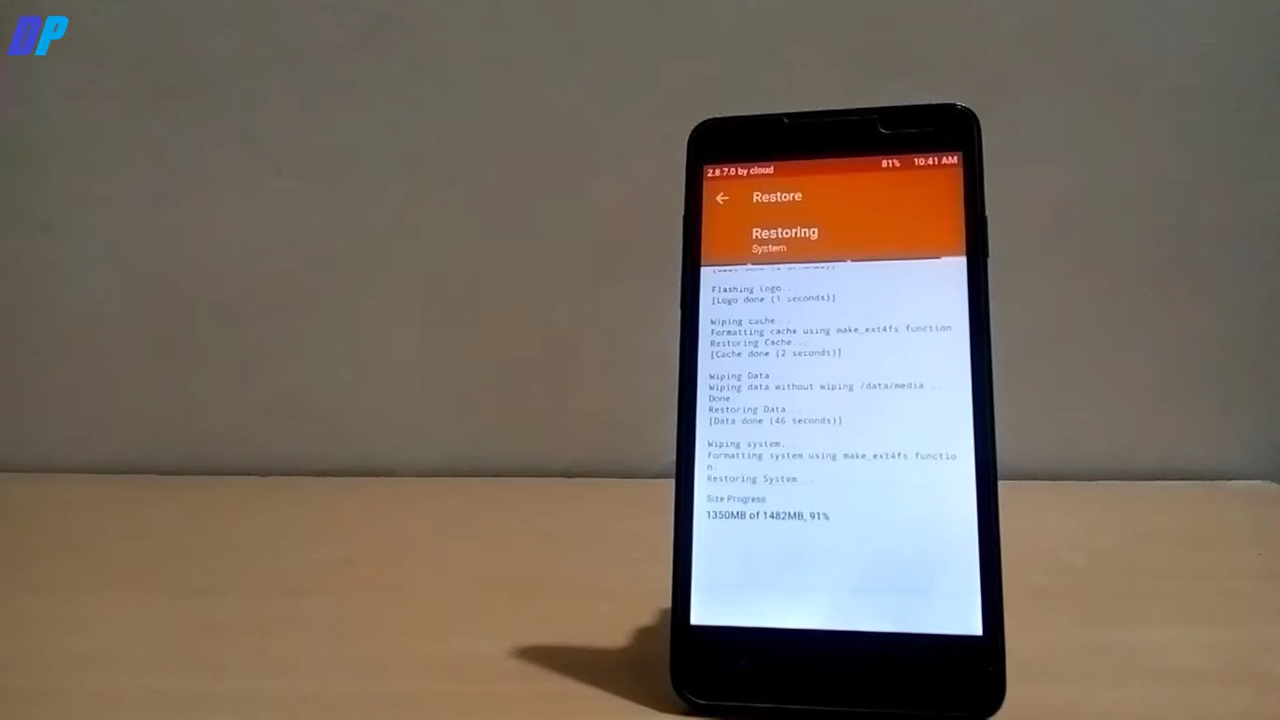 DP
2.8 7.0 by cloud
81% 10:41 AM
Restore
Restoring
System
Flashing Logo...
[Logo done (1 seconds)]
Wiping cache...
Formatting cache using make_ext4fs function.
Restoring Cache...
[Cache done (2 seconds)]
Wiping Data
Wiping data without wiping /data/media ...
Done.
Restoring Data...
[Data done (46 seconds)]
Wiping system...
Formatting system using make_ext4fs functio
n.
Restoring System...
Size Progress
1350MB of 1482MB, 91%